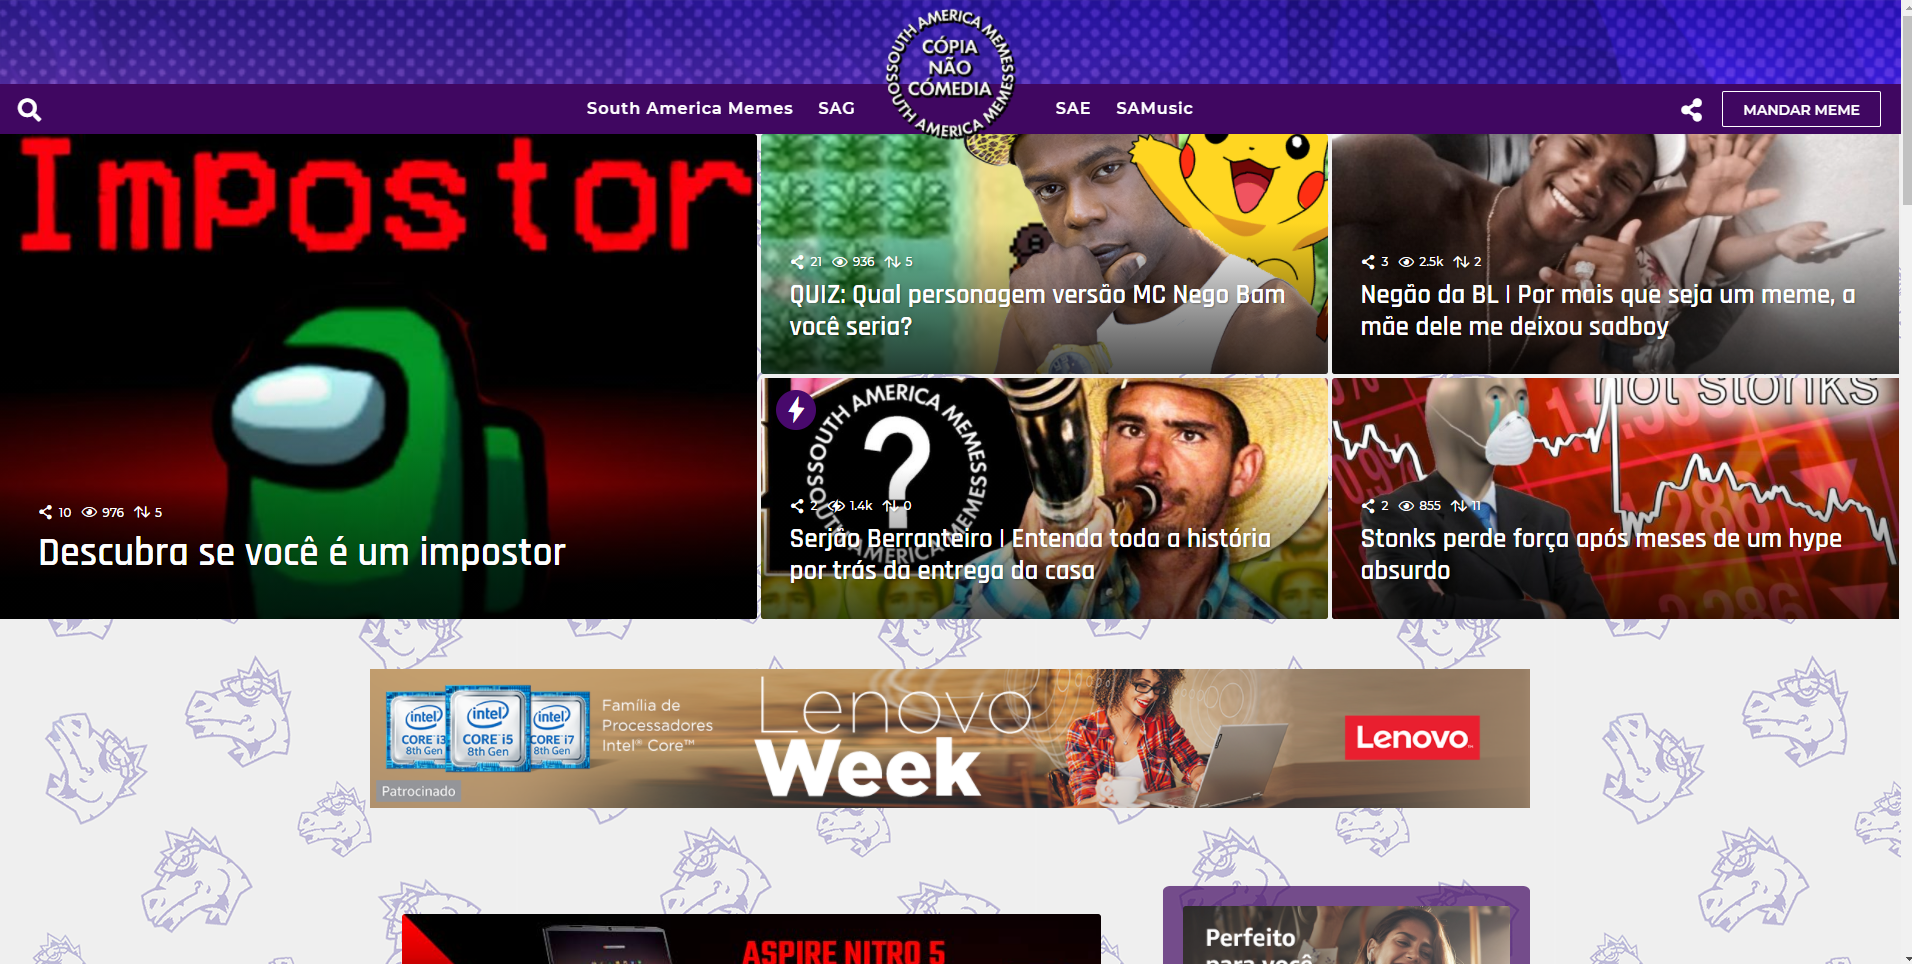 SOUTH AMERICA MEMES
CÓPIA
NÃO
CÓMEDIA
SOUTH AMERICA MEMES
South America Memes
SAG
SAE
SAMusic
MANDAR MEME
Impostor
10 976 5
Descubra se você é um impostor
21 936 5
QUIZ: Qual personagem versão MC Nego Bam
você seria?
3 2.5k 2
Negão da BL | Por mais que seja um meme, a
mãe dele me deixou sadboy
SOUTH AMERICA MEMES
?
SOUTH AMERICA
2 1.4k 0
Serjão Berranteiro | Entenda toda a história
por trás da entrega da casa
not stonks
286
2.286
2 855 11
Stonks perde força após meses de um hype
absurdo
intel
CORE i3
8th Gen
intel
CORE i5
8th Gen
intel
CORE i7
8th Gen
Família de
Processadores
Intel® Core™
Lenovo
Week
Lenovo
Patrocinado
ASPIRE NITRO 5
Perfeito
para você